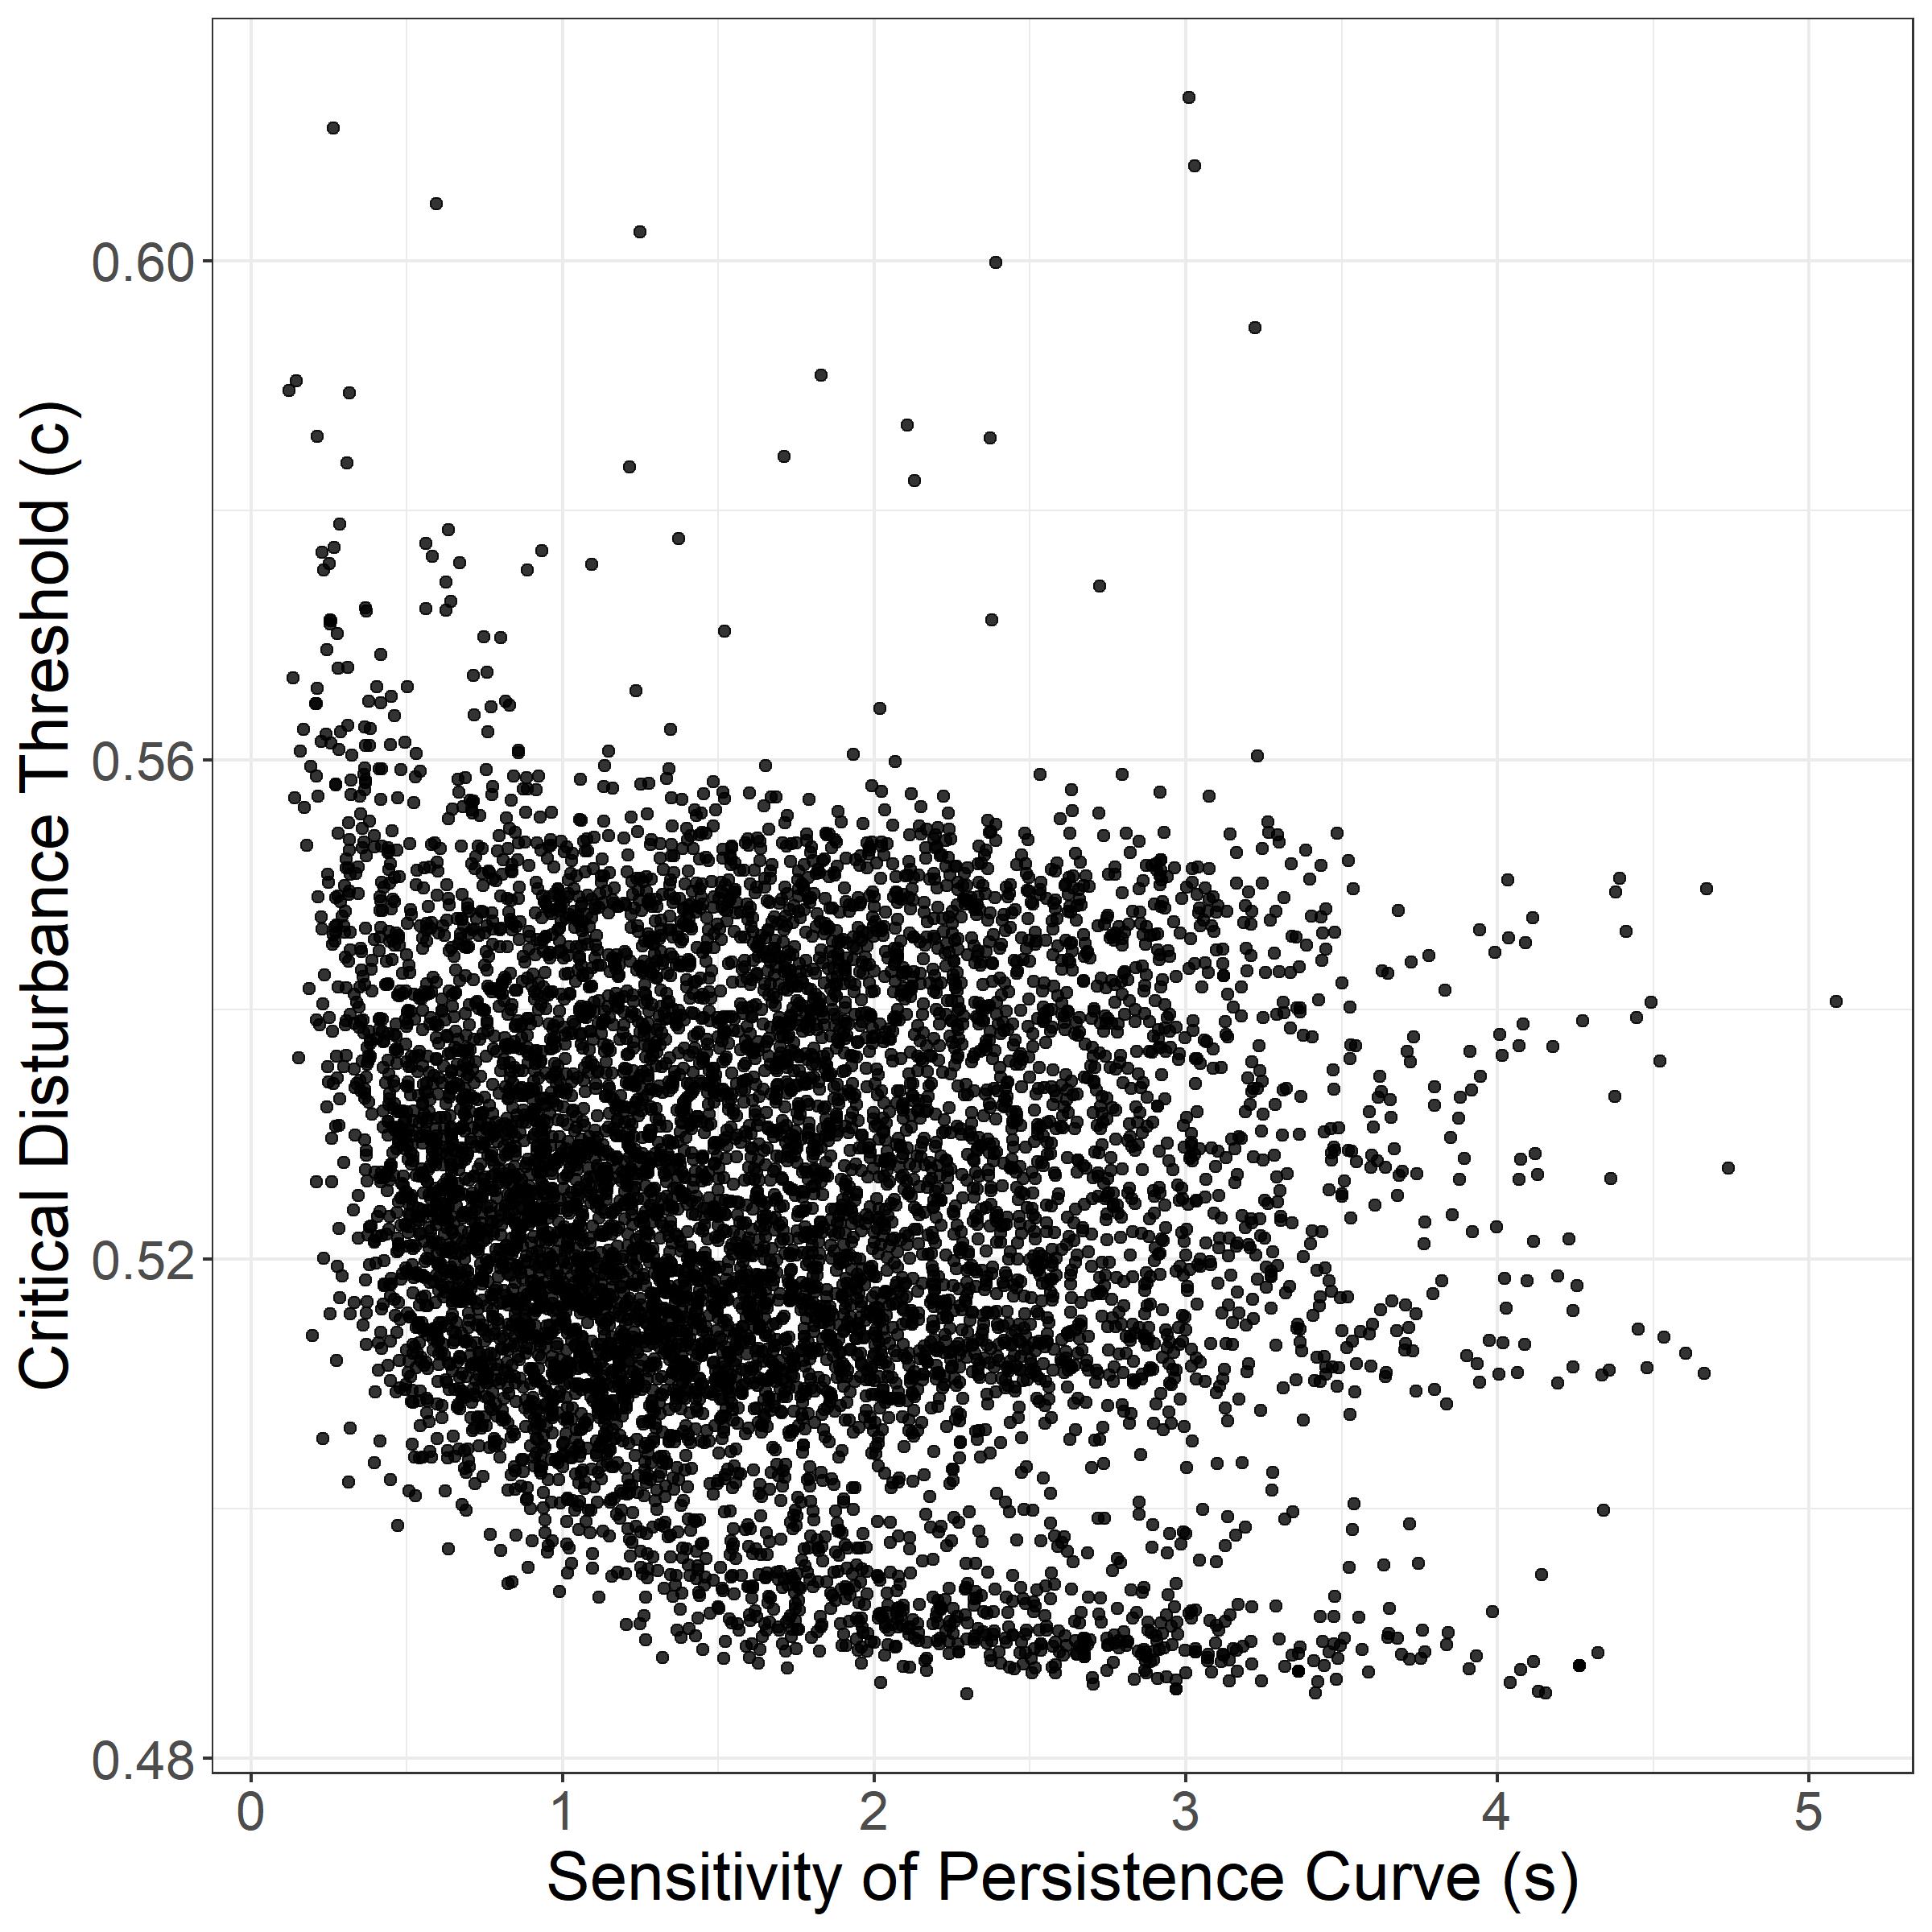 Critical Disturbance Threshold (c)
0.60
0.56
0.52
0.48
0 1 2 3 4 5
Sensitivity of Persistence Curve (s)